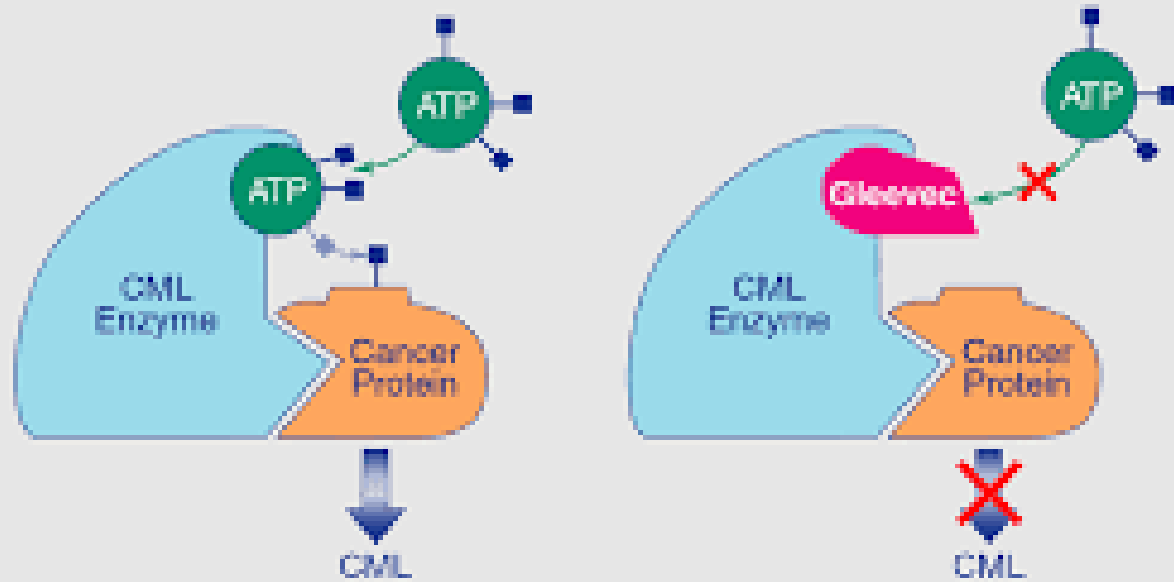 ATP
ATP
CML
Enzyme
Cancer
Protein
CML
ATP
Gleevec
CML
Enzyme
Cancer
Protein
CML